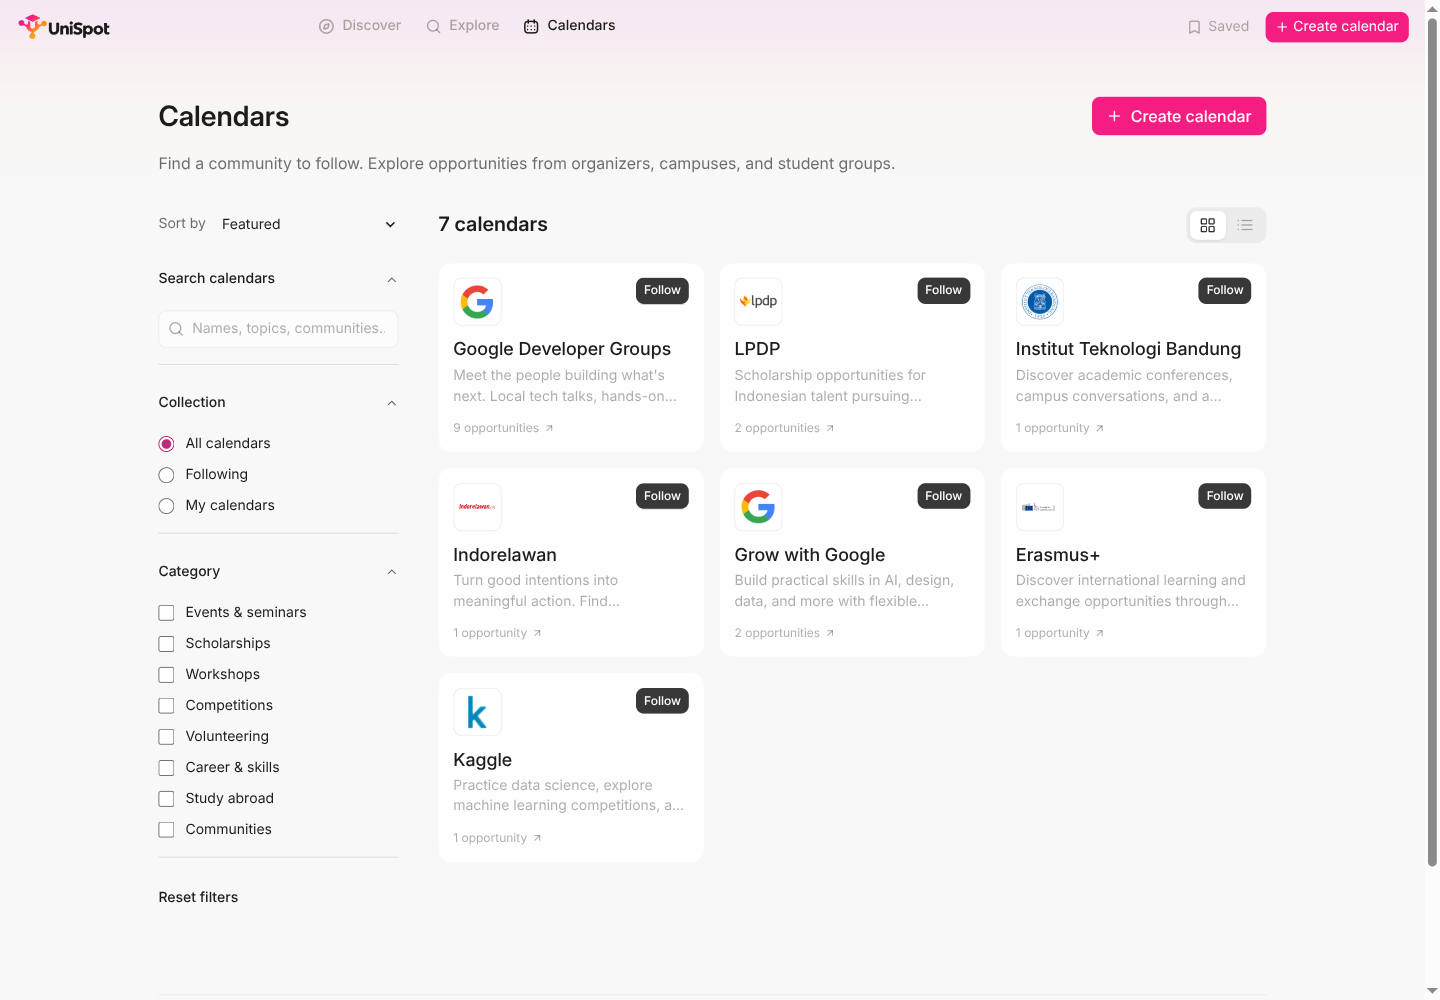 UniSpot
Discover
Explore
Calendars
Saved
+ Create calendar
Calendars
+ Create calendar
Find a community to follow. Explore opportunities from organizers, campuses, and student groups.
Sort by
Featured
Search calendars
Names, topics, communities..
Collection
All calendars
Following
My calendars
Category
Events & seminars
Scholarships
Workshops
Competitions
Volunteering
Career & skills
Study abroad
Communities
Reset filters
7 calendars
Follow
Google Developer Groups
Meet the people building what's
next. Local tech talks, hands-on...
9 opportunities
lpdp
Follow
LPDP
Scholarship opportunities for
Indonesian talent pursuing...
2 opportunities
Follow
Institut Teknologi Bandung
Discover academic conferences,
campus conversations, and a...
1 opportunity
Indorelawan
Follow
Indorelawan
Turn good intentions into
meaningful action. Find...
1 opportunity
Follow
Grow with Google
Build practical skills in AI, design,
data, and more with flexible...
2 opportunities
Follow
Erasmus+
Discover international learning and
exchange opportunities through...
1 opportunity
k
Follow
Kaggle
Practice data science, explore
machine learning competitions, a...
1 opportunity